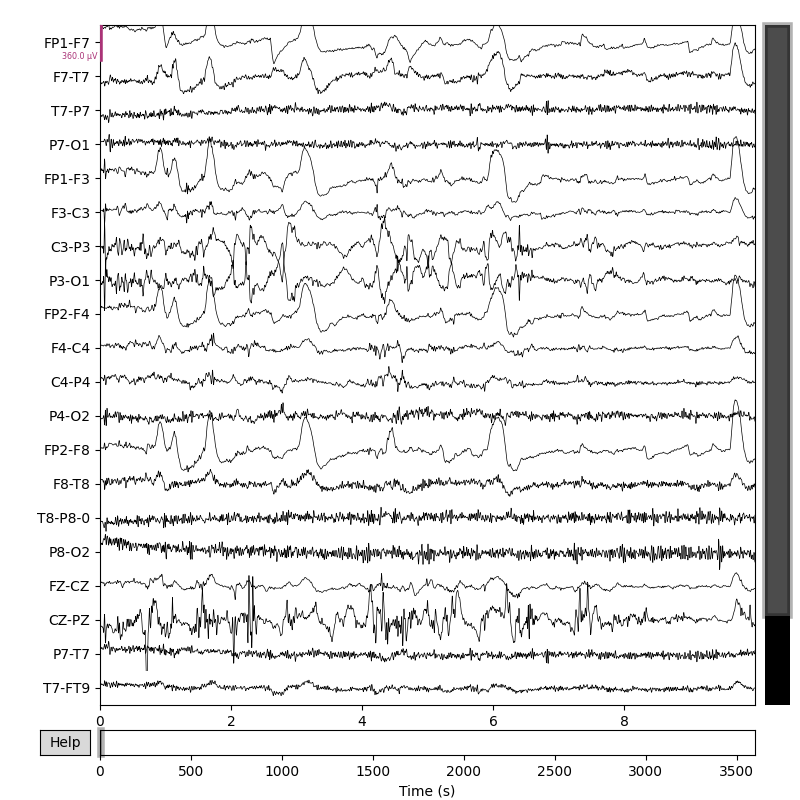 FP1-F7
360.0 µV
F7-T7
T7-P7
P7-O1
FP1-F3
F3-C3
C3-P3
P3-O1
FP2-F4
F4-C4
C4-P4
P4-O2
FP2-F8
F8-T8
T8-P8-0
P8-O2
FZ-CZ
CZ-PZ
P7-T7
T7-FT9
0 2 4 6 8
Help
0 500 1000 1500 2000 2500 3000 3500
Time (s)